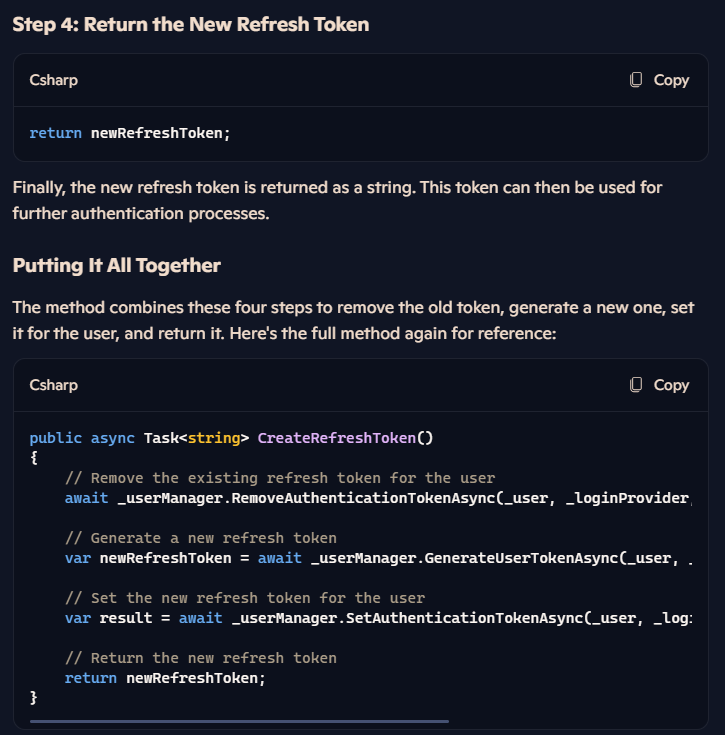 Step 4: Return the New Refresh Token
Csharp
Copy
return newRefreshToken;
Finally, the new refresh token is returned as a string. This token can then be used for
further authentication processes.
Putting It All Together
The method combines these four steps to remove the old token, generate a new one, set
it for the user, and return it. Here's the full method again for reference:
Csharp
Copy
public async Task<string> CreateRefreshToken()
{
    // Remove the existing refresh token for the user
    await _userManager.RemoveAuthenticationTokenAsync(_user, _loginProvider,
    // Generate a new refresh token
    var newRefreshToken = await _userManager.GenerateUserTokenAsync(_user, _
    // Set the new refresh token for the user
    var result = await _userManager.SetAuthenticationTokenAsync(_user, _logi
    // Return the new refresh token
    return newRefreshToken;
}